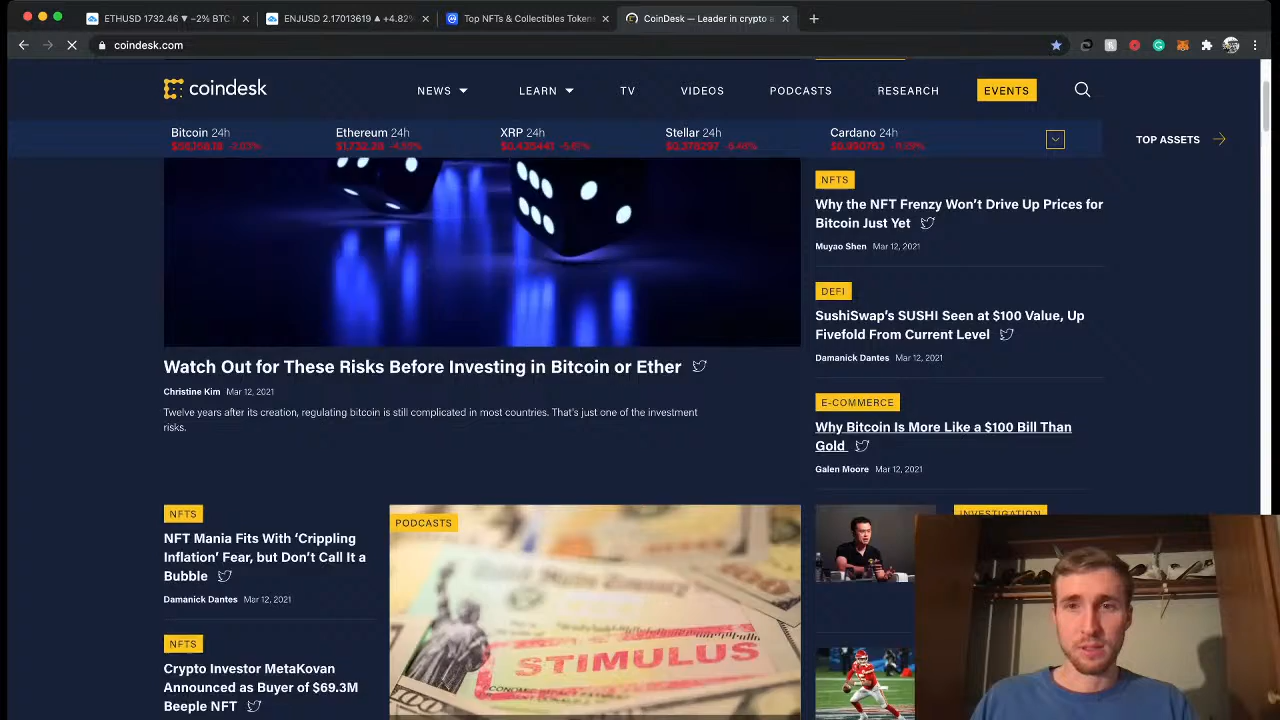 ETHUSD 1732.46 ▼ −2% BTC
ENJUSD 2.17013619 ▲ +4.82%
Top NFTs & Collectibles Token
CoinDesk — Leader in crypto a
coindesk.com
coindesk
NEWS
LEARN
TV
VIDEOS
PODCASTS
RESEARCH
EVENTS
Bitcoin 24h
Ethereum 24h
XRP 24h
Stellar 24h
Cardano 24h
TOP ASSETS
NFTS
Why the NFT Frenzy Won't Drive Up Prices for
Bitcoin Just Yet
Muyao Shen Mar 12, 2021
DEFI
SushiSwap's SUSHI Seen at $100 Value, Up
Fivefold From Current Level
Damanick Dantes Mar 12, 2021
E-COMMERCE
Why Bitcoin Is More Like a $100 Bill Than
Gold
Galen Moore Mar 12, 2021
Watch Out for These Risks Before Investing in Bitcoin or Ether
Christine Kim Mar 12, 2021
Twelve years after its creation, regulating bitcoin is still complicated in most countries. That's just one of the investment
risks.
NFTS
NFT Mania Fits With 'Crippling
Inflation' Fear, but Don't Call It a
Bubble
Damanick Dantes Mar 12, 2021
NFTS
Crypto Investor MetaKovan
Announced as Buyer of $69.3M
Beeple NFT
PODCASTS
STIMULUS
INVESTIGATION